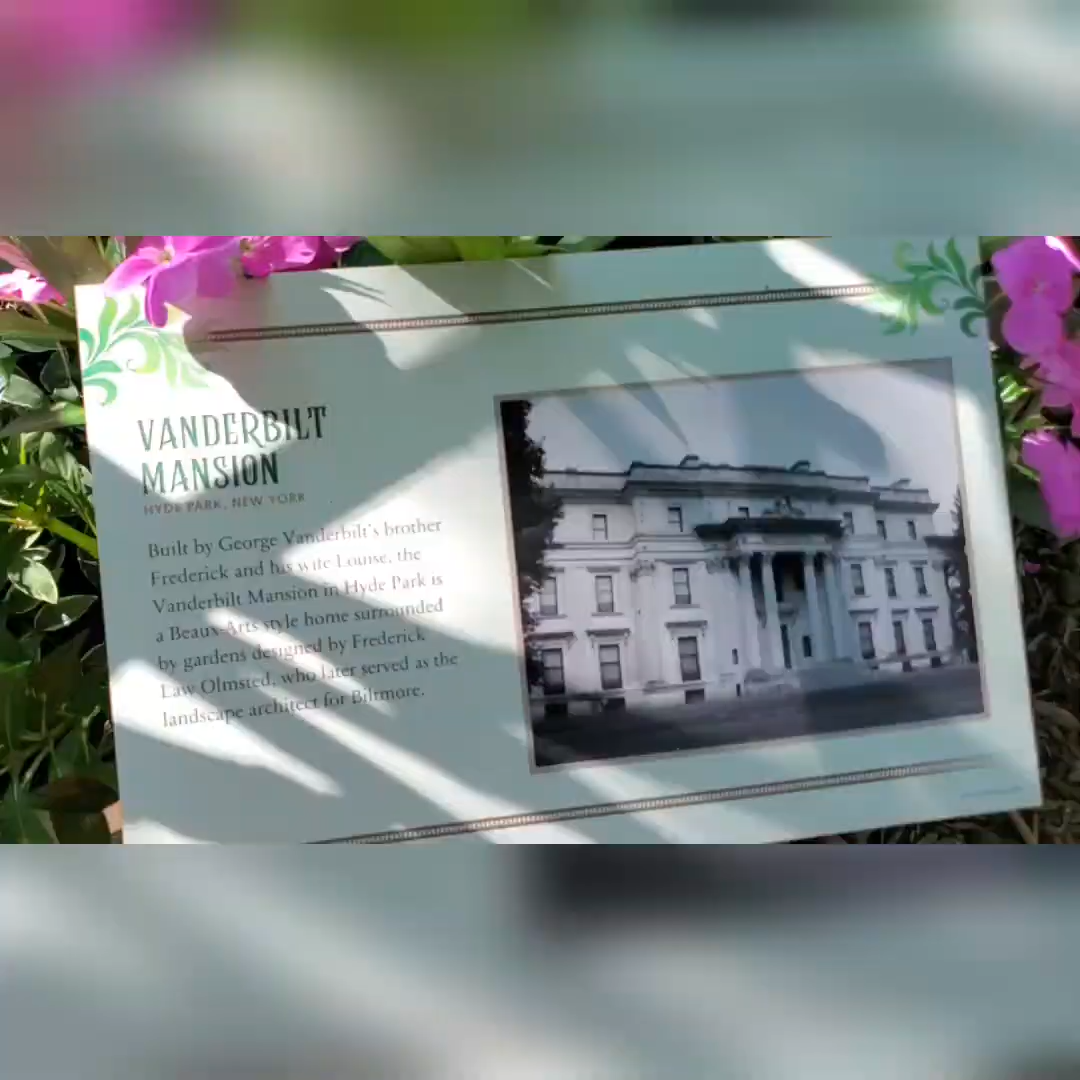 VANDERBILT
MANSION
HYDE PARK, NEW YORK
Built by George Vanderbilt's brother
Frederick and his wife Louise, the
Vanderbilt Mansion in Hyde Park is
a Beaux-Arts style home surrounded
by gardens designed by Frederick
Law Olmsted, who later served as the
landscape architect for Biltmore.